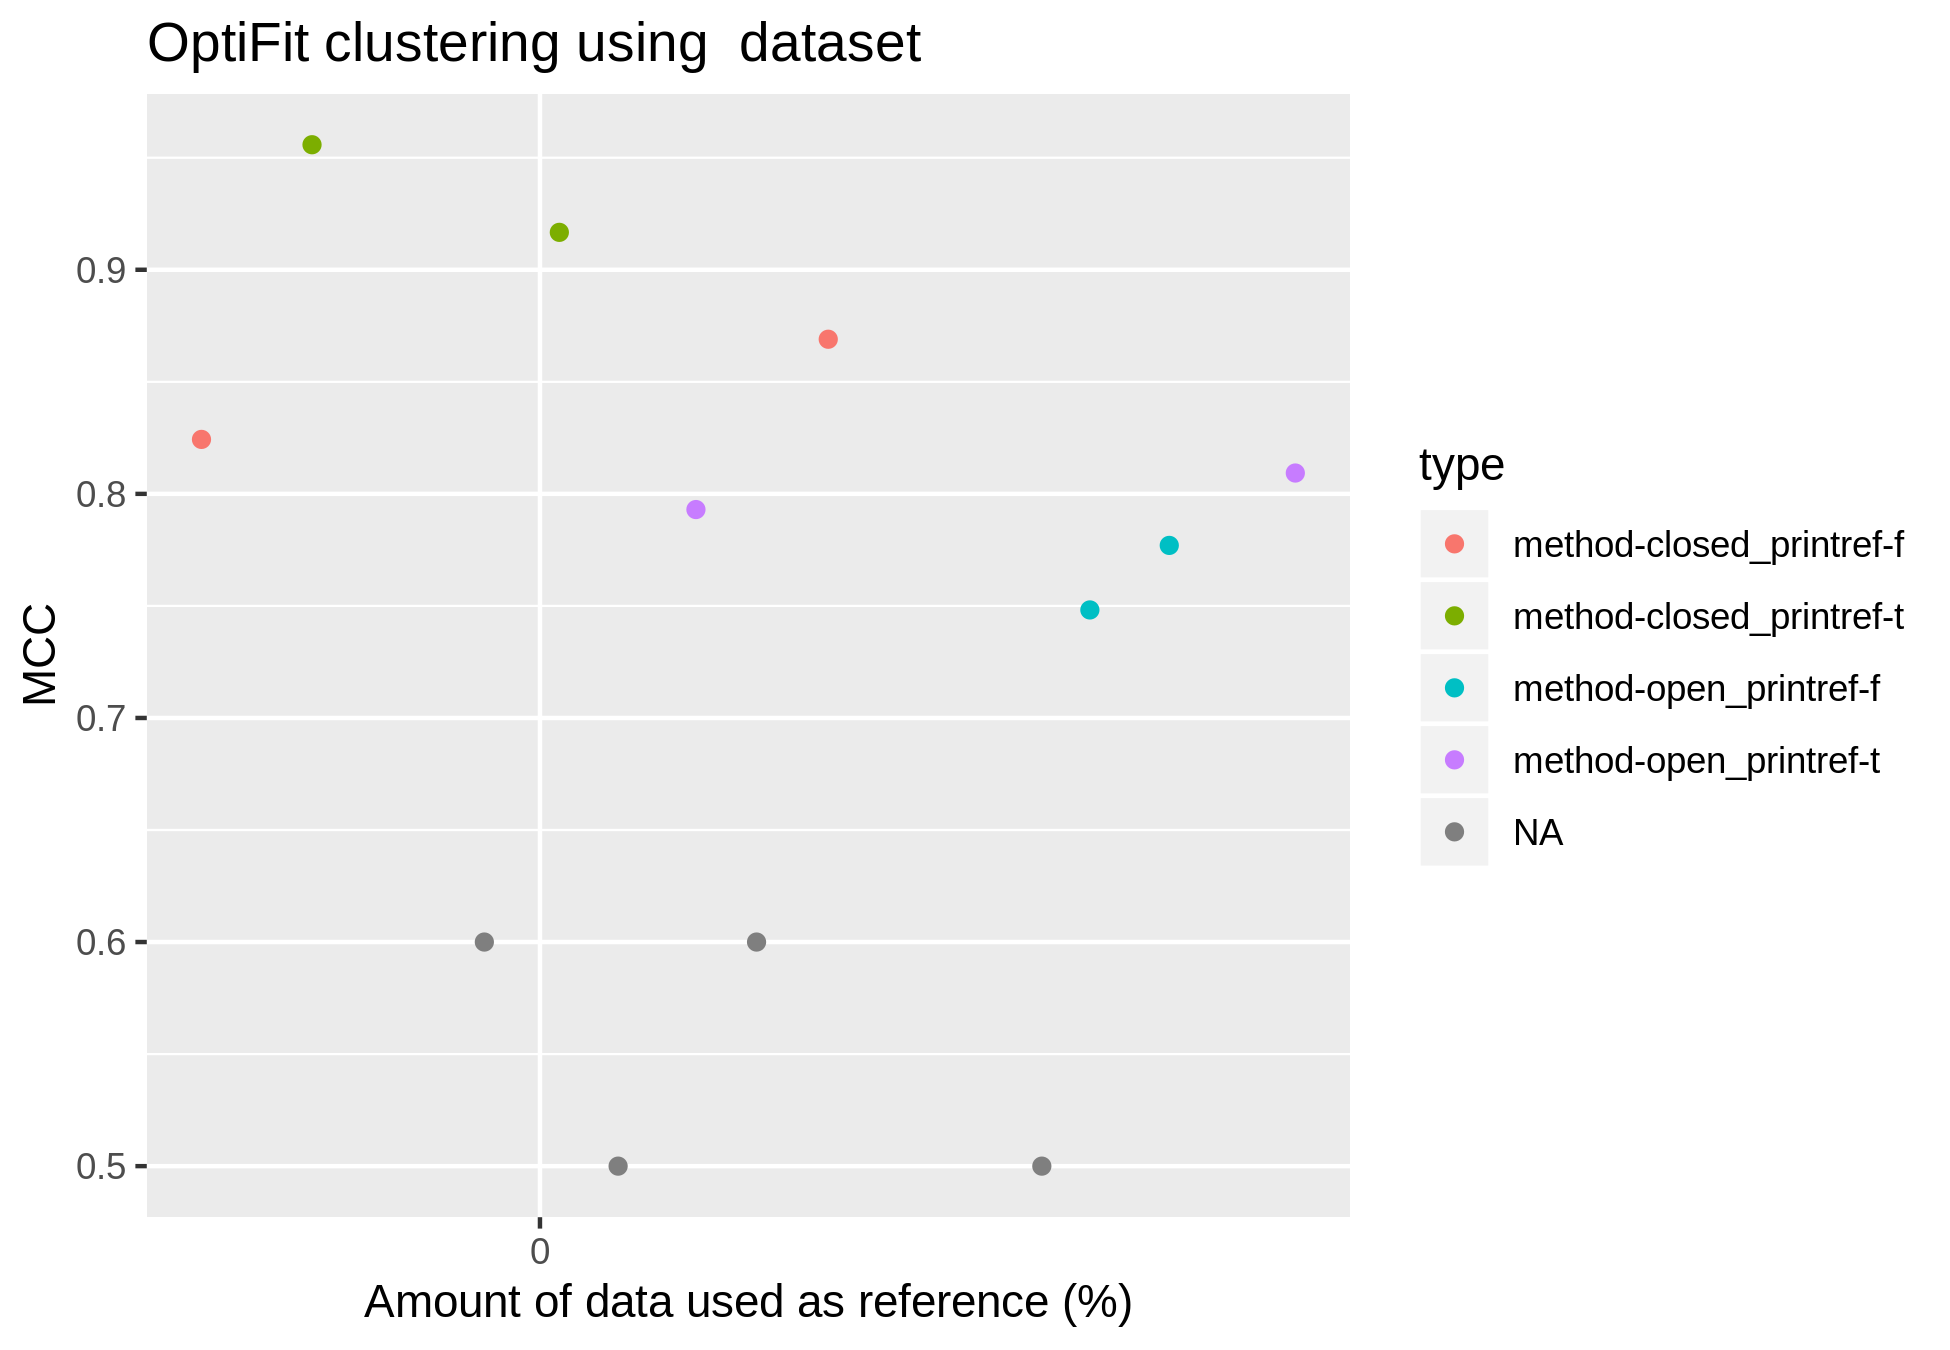 OptiFit clustering using  dataset
0.9
0.8
0.7
0.6
0.5
MCC
0
Amount of data used as reference (%)
type
method-closed_printref-f
method-closed_printref-t
method-open_printref-f
method-open_printref-t
NA